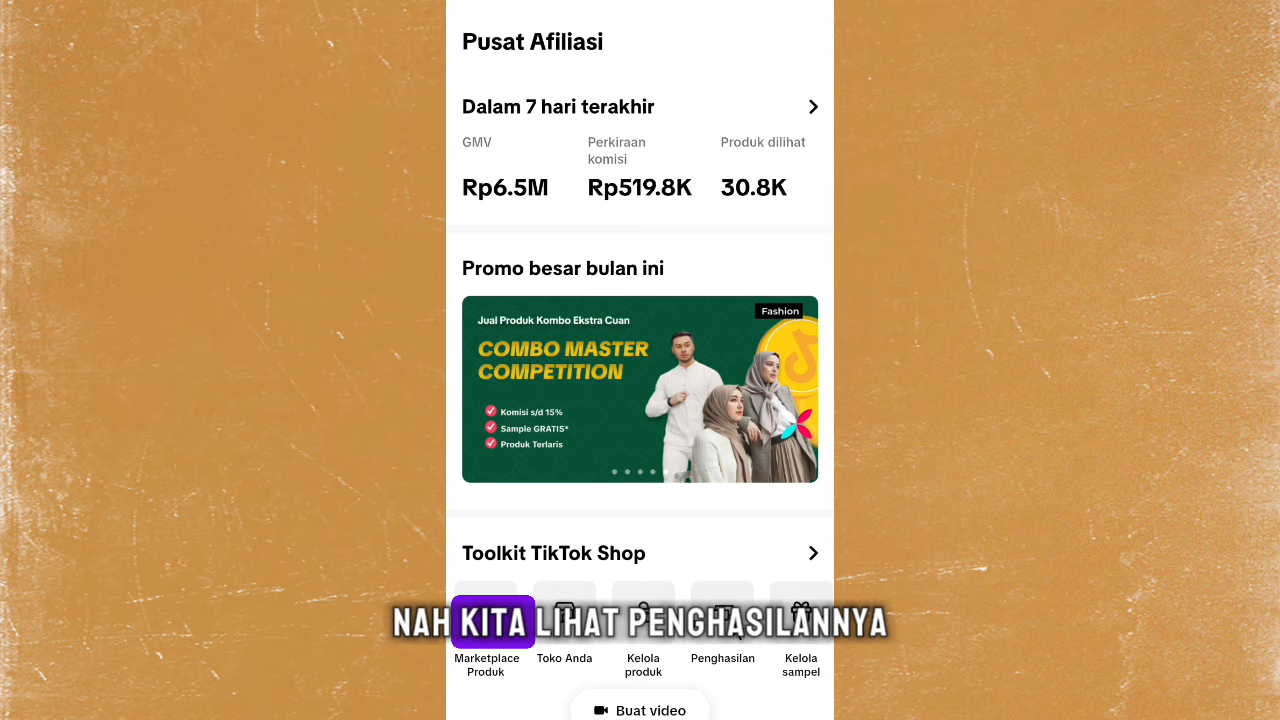 Pusat Afiliasi
Dalam 7 hari terakhir
GMV
Perkiraan
komisi
Produk dilihat
Rp6.5M
Rp519.8K
30.8K
Promo besar bulan ini
Fashion
Jual Produk Kombo Ekstra Cuan
COMBO MASTER
COMPETITION
Komisi s/d 15%
Sample GRATIS*
Produk Terlaris
Toolkit TikTok Shop
NAH KITA LIHAT PENGHASILANNYA
Marketplace
Produk
Toko Anda
Kelola
produk
Penghasilan
Kelola
sampel
Buat video